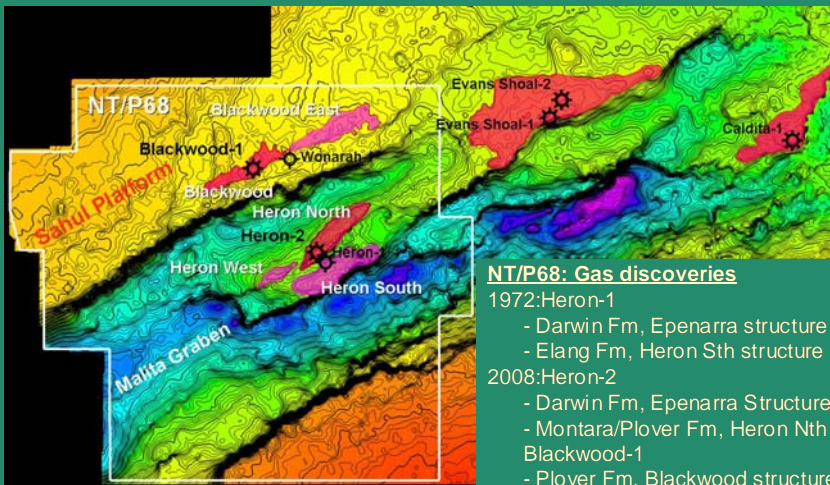 NT/P68
Blackwood East
Evans Shoal-2
Evans Shoal-1
Caldita-1
Blackwood-1
Wonarah
Blackwood
Sahul Platform
Heron North
Heron-2
Heron-1
Heron West
Heron South
Malita Graben
NT/P68: Gas discoveries
1972:Heron-1
- Darwin Fm, Epenarra structure
- Elang Fm, Heron Sth structure
2008:Heron-2
- Darwin Fm, Epenarra Structure
- Montara/Plover Fm, Heron Nth
Blackwood-1
- Plover Fm, Blackwood structure